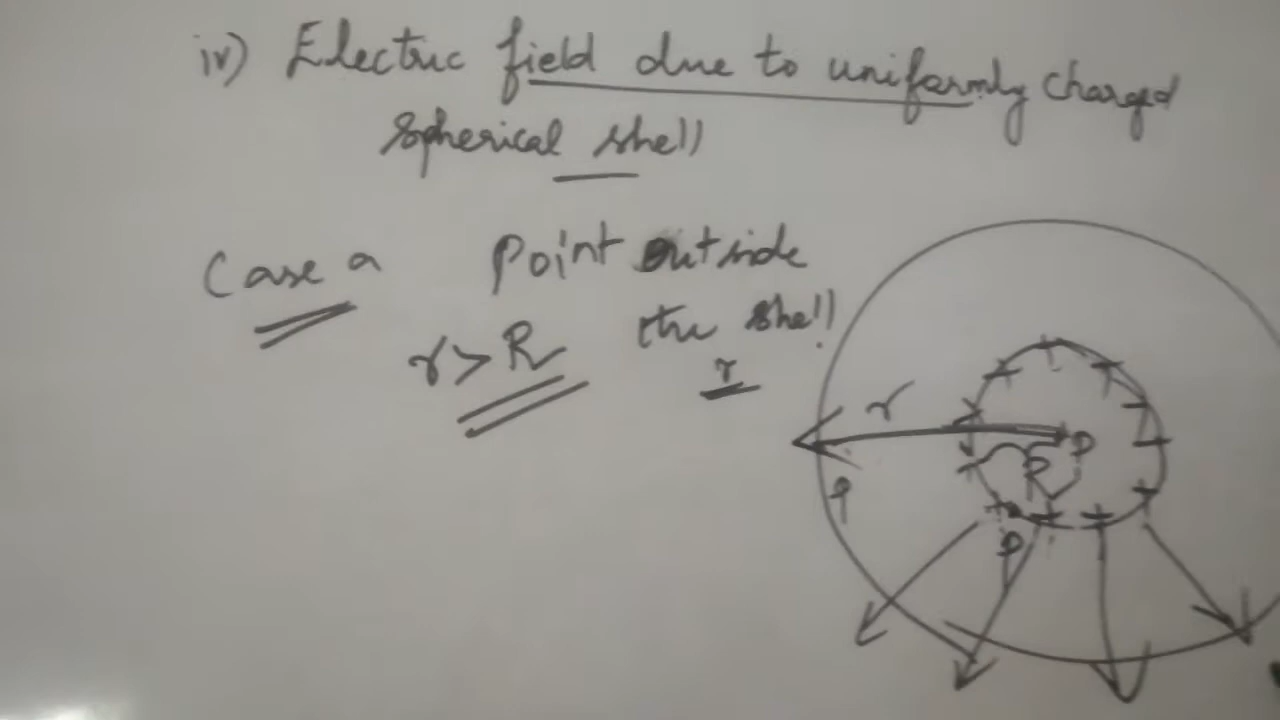 iv) Electric field due to uniformly charged
spherical shell
Case a Point outside
the shell
r > R
r
r
P
R
P
P